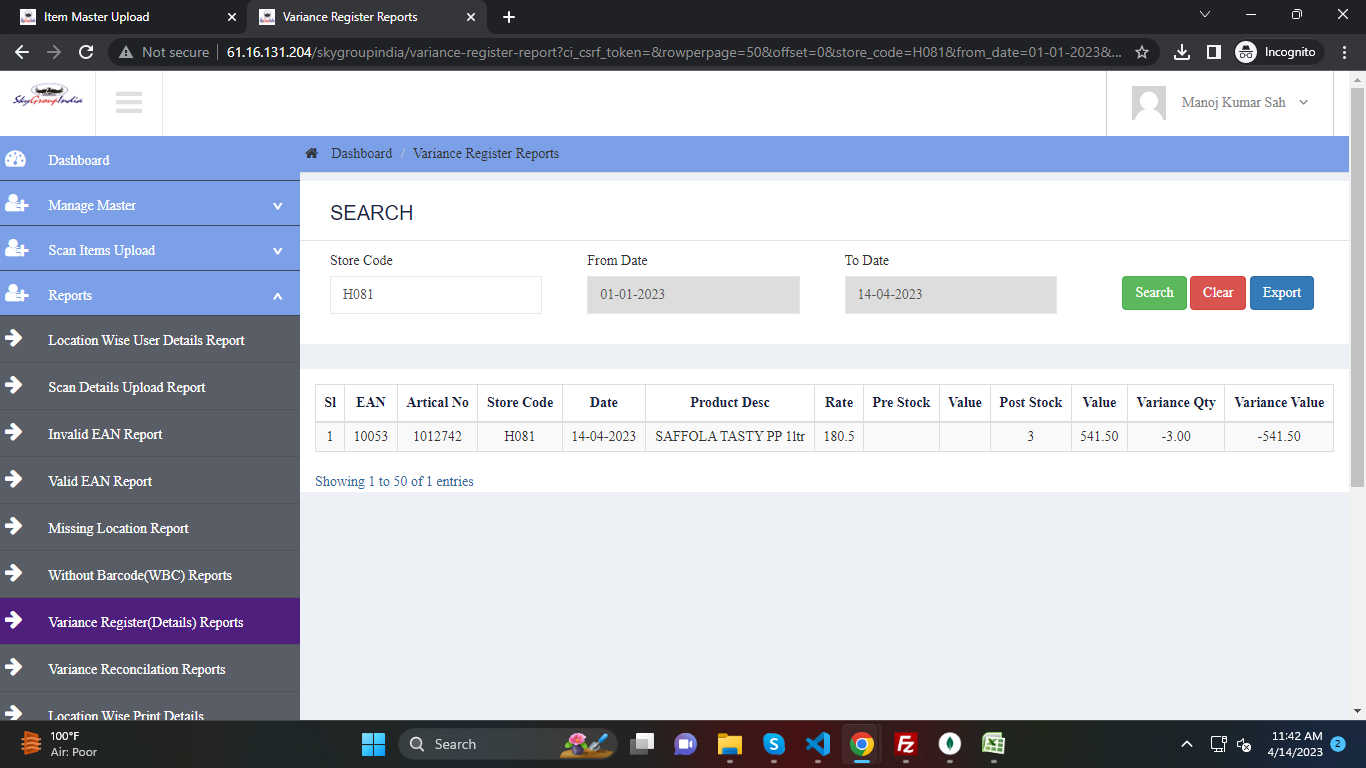 Item Master Upload
Variance Register Reports
Not secure
61.16.131.204/skygroupindia/variance-register-report?ci_csrf_token=&rowperpage=50&offset=0&store_code=H081&from_date=01-01-2023&...
Incognito
SkyGroupIndia
Manoj Kumar Sah
Dashboard
Manage Master
Scan Items Upload
Reports
Location Wise User Details Report
Scan Details Upload Report
Invalid EAN Report
Valid EAN Report
Missing Location Report
Without Barcode(WBC) Reports
Variance Register(Details) Reports
Variance Reconcilation Reports
Location Wise Print Details
Dashboard / Variance Register Reports
SEARCH
Store Code From Date To Date
H081 01-01-2023 14-04-2023 Search Clear Export
Sl EAN Artical No Store Code Date Product Desc Rate Pre Stock Value Post Stock Value Variance Qty Variance Value
1 10053 1012742 H081 14-04-2023 SAFFOLA TASTY PP 1ltr 180.5 3 541.50 -3.00 -541.50
Showing 1 to 50 of 1 entries
100°F
Air: Poor
Search
11:42 AM
4/14/2023
2